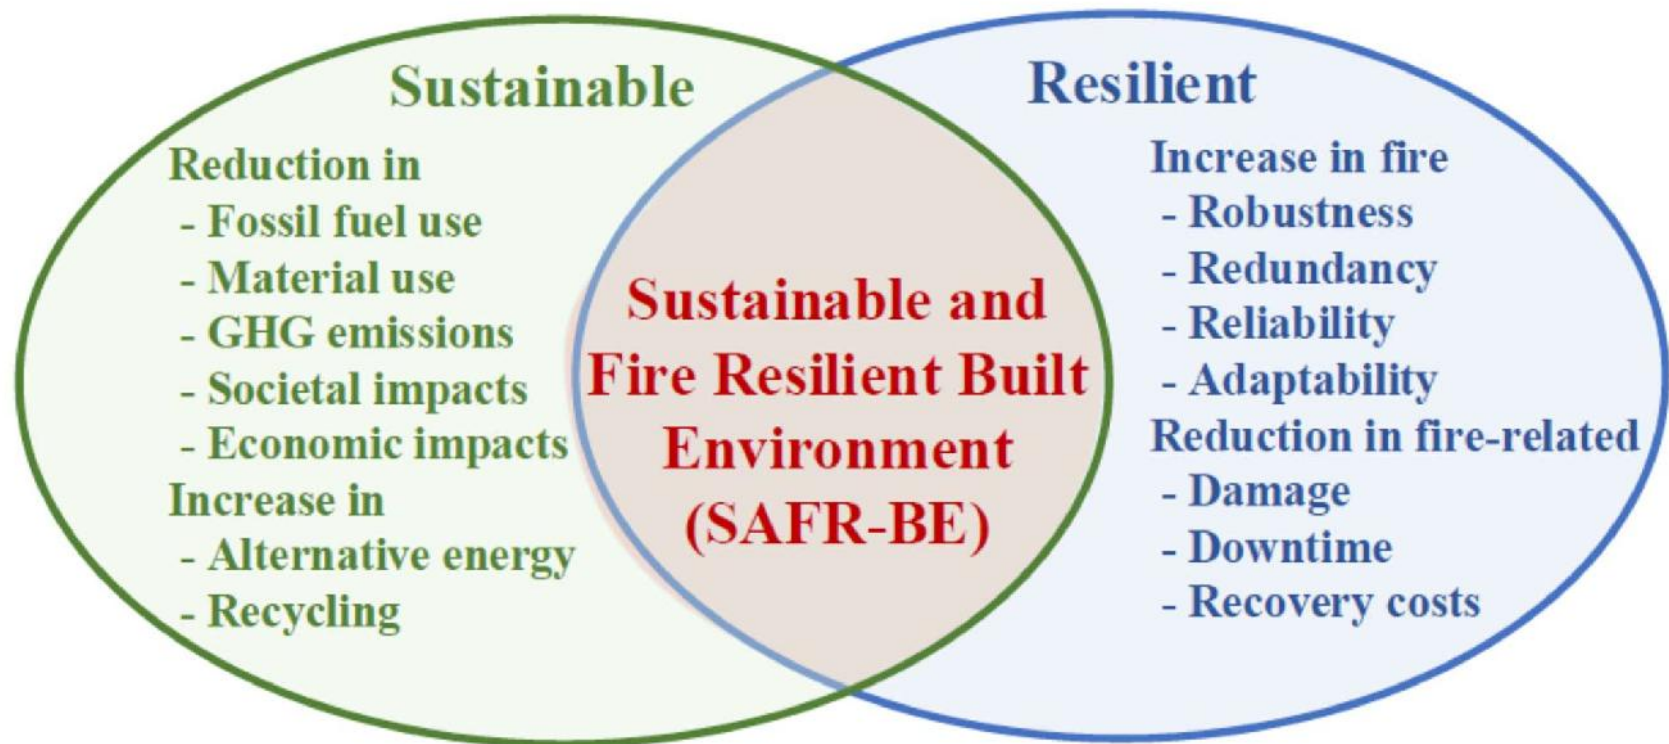 Sustainable
Reduction in
- Fossil fuel use
- Material use
- GHG emissions
- Societal impacts
- Economic impacts
Increase in
- Alternative energy
- Recycling
Sustainable and
Fire Resilient Built
Environment
(SAFR-BE)
Resilient
Increase in fire
- Robustness
- Redundancy
- Reliability
- Adaptability
Reduction in fire-related
- Damage
- Downtime
- Recovery costs